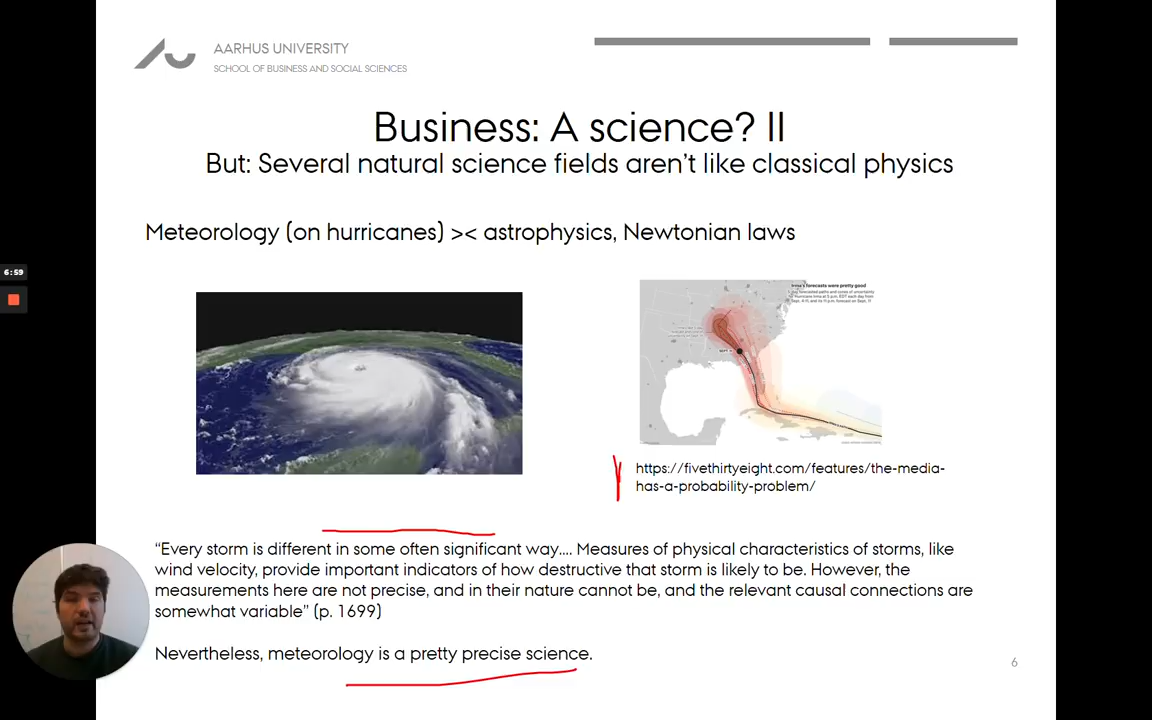 AARHUS UNIVERSITY
SCHOOL OF BUSINESS AND SOCIAL SCIENCES
Business: A science? II
But: Several natural science fields aren't like classical physics
Meteorology (on hurricanes) >< astrophysics, Newtonian laws
6:59
Irma's forecasts were pretty good
https://fivethirtyeight.com/features/the-media-
has-a-probability-problem/
“Every storm is different in some often significant way.... Measures of physical characteristics of storms, like
wind velocity, provide important indicators of how destructive that storm is likely to be. However, the
measurements here are not precise, and in their nature cannot be, and the relevant causal connections are
somewhat variable” (p. 1699)
Nevertheless, meteorology is a pretty precise science.
6